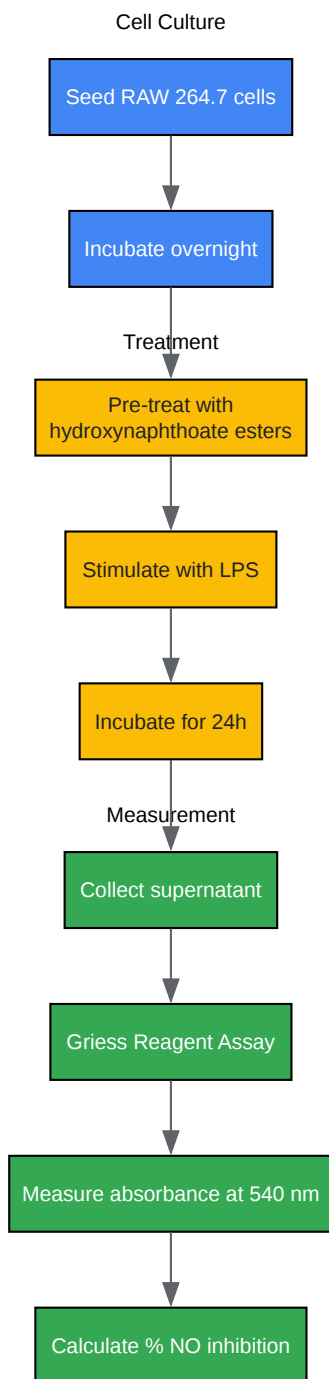 Cell Culture
Seed RAW 264.7 cells
Incubate overnight
Treatment
Pre-treat with
hydroxynaphthoate esters
Stimulate with LPS
Incubate for 24h
Measurement
Collect supernatant
Griess Reagent Assay
Measure absorbance at 540 nm
Calculate % NO inhibition